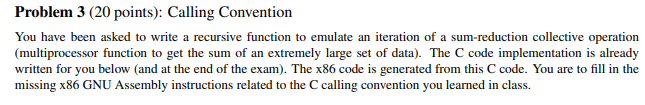 Problem 3 (20 points): Calling Convention
You have been asked to write a recursive function to emulate an iteration of a sum-reduction collective operation
(multiprocessor function to get the sum of an extremely large set of data). The C code implementation is already
written for you below (and at the end of the exam). The x86 code is generated from this C code. You are to fill in the
missing x86 GNU Assembly instructions related to the C calling convention you learned in class.